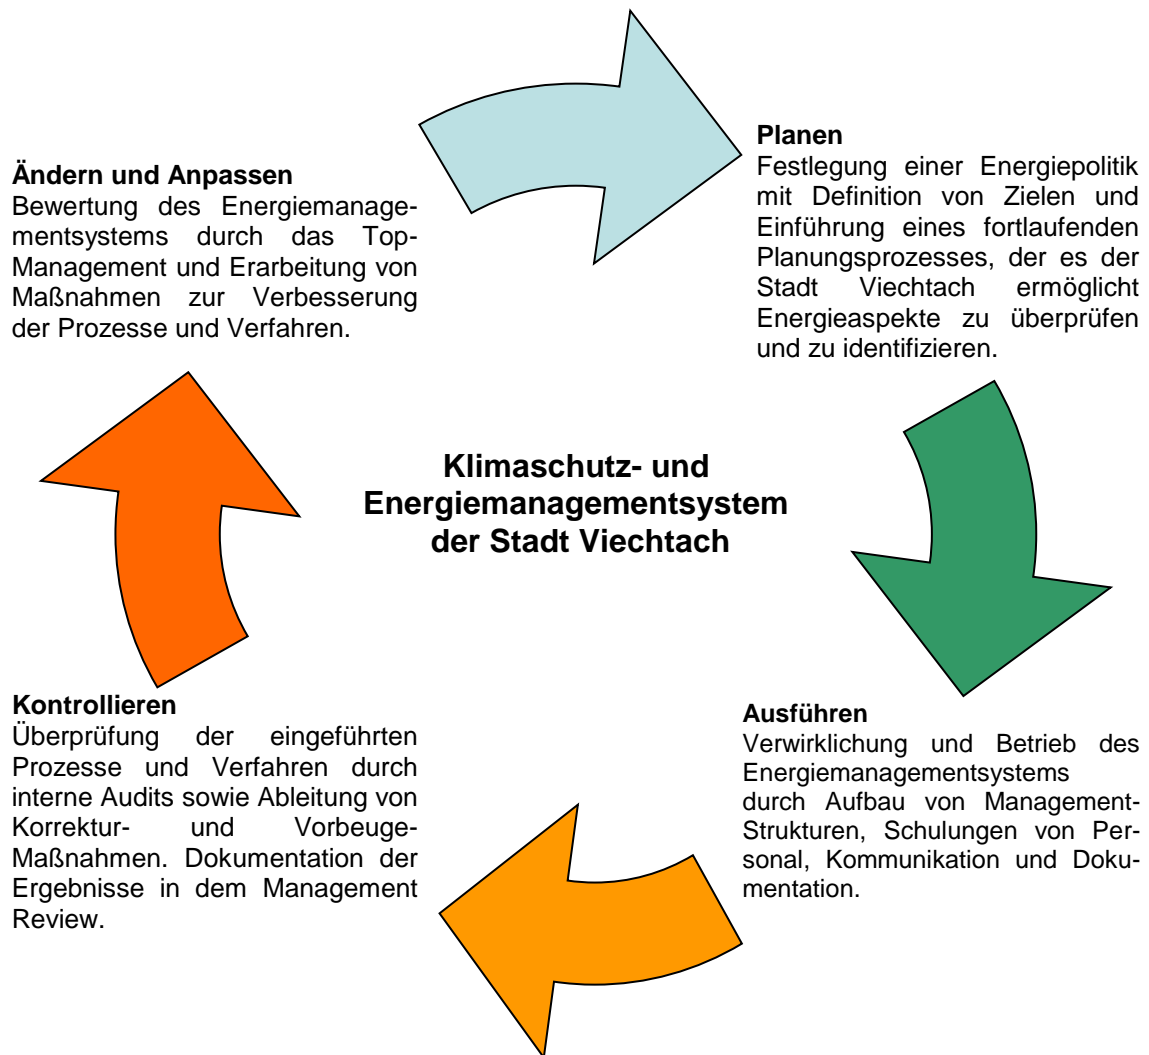 Planen
Festlegung einer Energiepolitik
mit Definition von Zielen und
Einführung eines fortlaufenden
Planungsprozesses, der es der
Stadt Viechtach ermöglicht
Energieaspekte zu überprüfen
und zu identifizieren.
Ändern und Anpassen
Bewertung des Energiemanage-
mentsystems durch das Top-
Management und Erarbeitung von
Maßnahmen zur Verbesserung
der Prozesse und Verfahren.
Klimaschutz- und
Energiemanagementsystem
der Stadt Viechtach
Kontrollieren
Überprüfung der eingeführten
Prozesse und Verfahren durch
interne Audits sowie Ableitung von
Korrektur- und Vorbeuge-
Maßnahmen. Dokumentation der
Ergebnisse in dem Management
Review.
Ausführen
Verwirklichung und Betrieb des
Energiemanagementsystems
durch Aufbau von Management-
Strukturen, Schulungen von Per-
sonal, Kommunikation und Doku-
mentation.